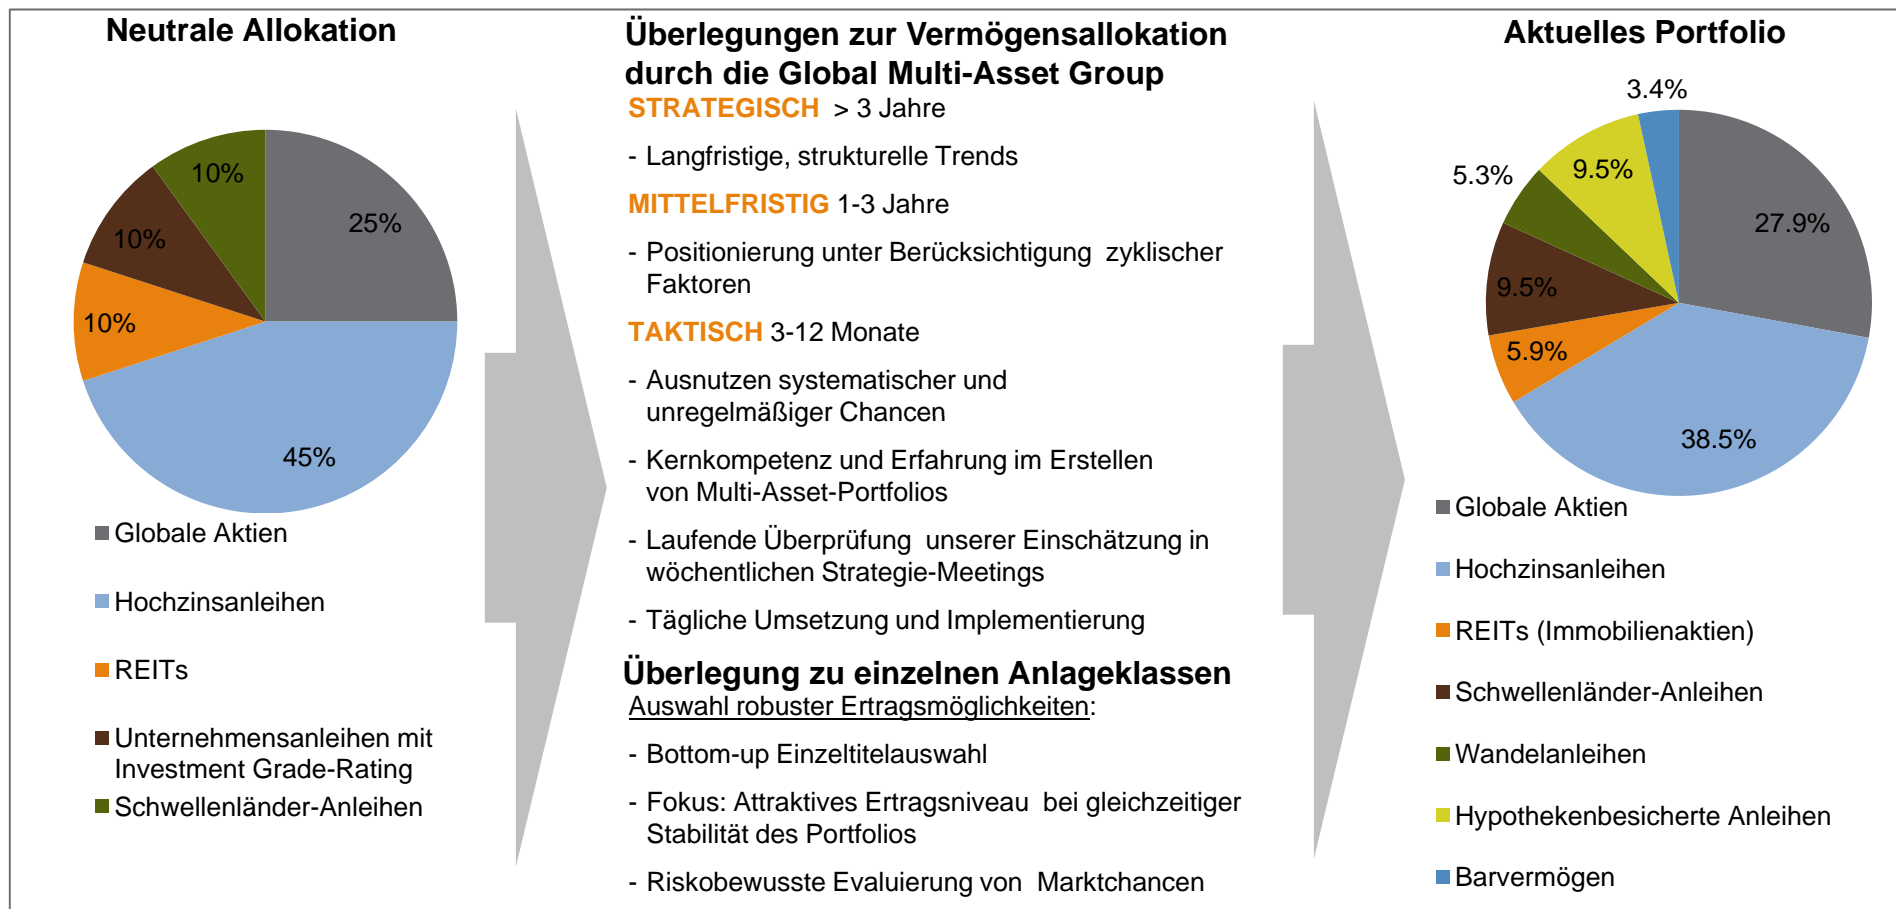 Neutrale Allokation
10%
25%
10%
10%
45%
Globale Aktien
Hochzinsanleihen
REITs
Unternehmensanleihen mit
Investment Grade-Rating
Schwellenländer-Anleihen
Überlegungen zur Vermögensallokation
durch die Global Multi-Asset Group
STRATEGISCH > 3 Jahre
- Langfristige, strukturelle Trends
MITTELFRISTIG 1-3 Jahre
- Positionierung unter Berücksichtigung zyklischer
Faktoren
TAKTISCH 3-12 Monate
- Ausnutzen systematischer und
unregelmäßiger Chancen
- Kernkompetenz und Erfahrung im Erstellen
von Multi-Asset-Portfolios
- Laufende Überprüfung unserer Einschätzung in
wöchentlichen Strategie-Meetings
- Tägliche Umsetzung und Implementierung
Überlegung zu einzelnen Anlageklassen
Auswahl robuster Ertragsmöglichkeiten:
- Bottom-up Einzeltitelauswahl
- Fokus: Attraktives Ertragsniveau bei gleichzeitiger
Stabilität des Portfolios
- Riskobewusste Evaluierung von Marktchancen
Aktuelles Portfolio
3.4%
9.5%
5.3%
27.9%
9.5%
5.9%
38.5%
Globale Aktien
Hochzinsanleihen
REITs (Immobilienaktien)
Schwellenländer-Anleihen
Wandelanleihen
Hypothekenbesicherte Anleihen
Barvermögen